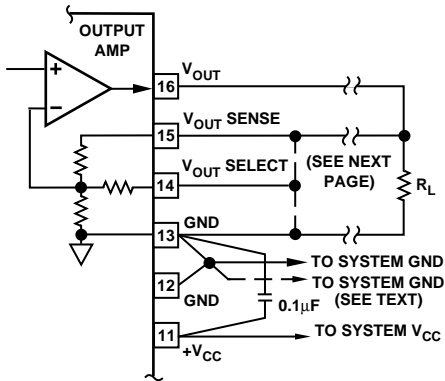 OUTPUT
AMP
+
−
16
VOUT
15
VOUT SENSE
14
VOUT SELECT
(SEE NEXT
PAGE)
RL
13
GND
TO SYSTEM GND
TO SYSTEM GND
(SEE TEXT)
12
GND
0.1µF
11
+VCC
TO SYSTEM VCC